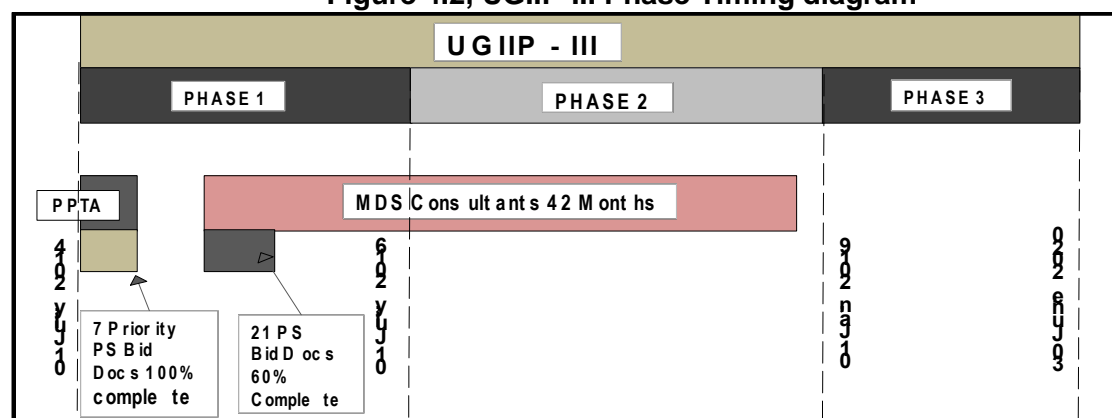 Figure 4.2, UGIIP-III Phase Timing diagram
UGIIP - III
PHASE 1
PHASE 2
PHASE 3
PPTA
MDS Consultants 42 Months
01 July 2014
01 July 2016
01 Jan 2019
30 June 2020
7 Priority
PS Bid
Docs 100%
complete
21 PS
Bid Docs
60%
Complete